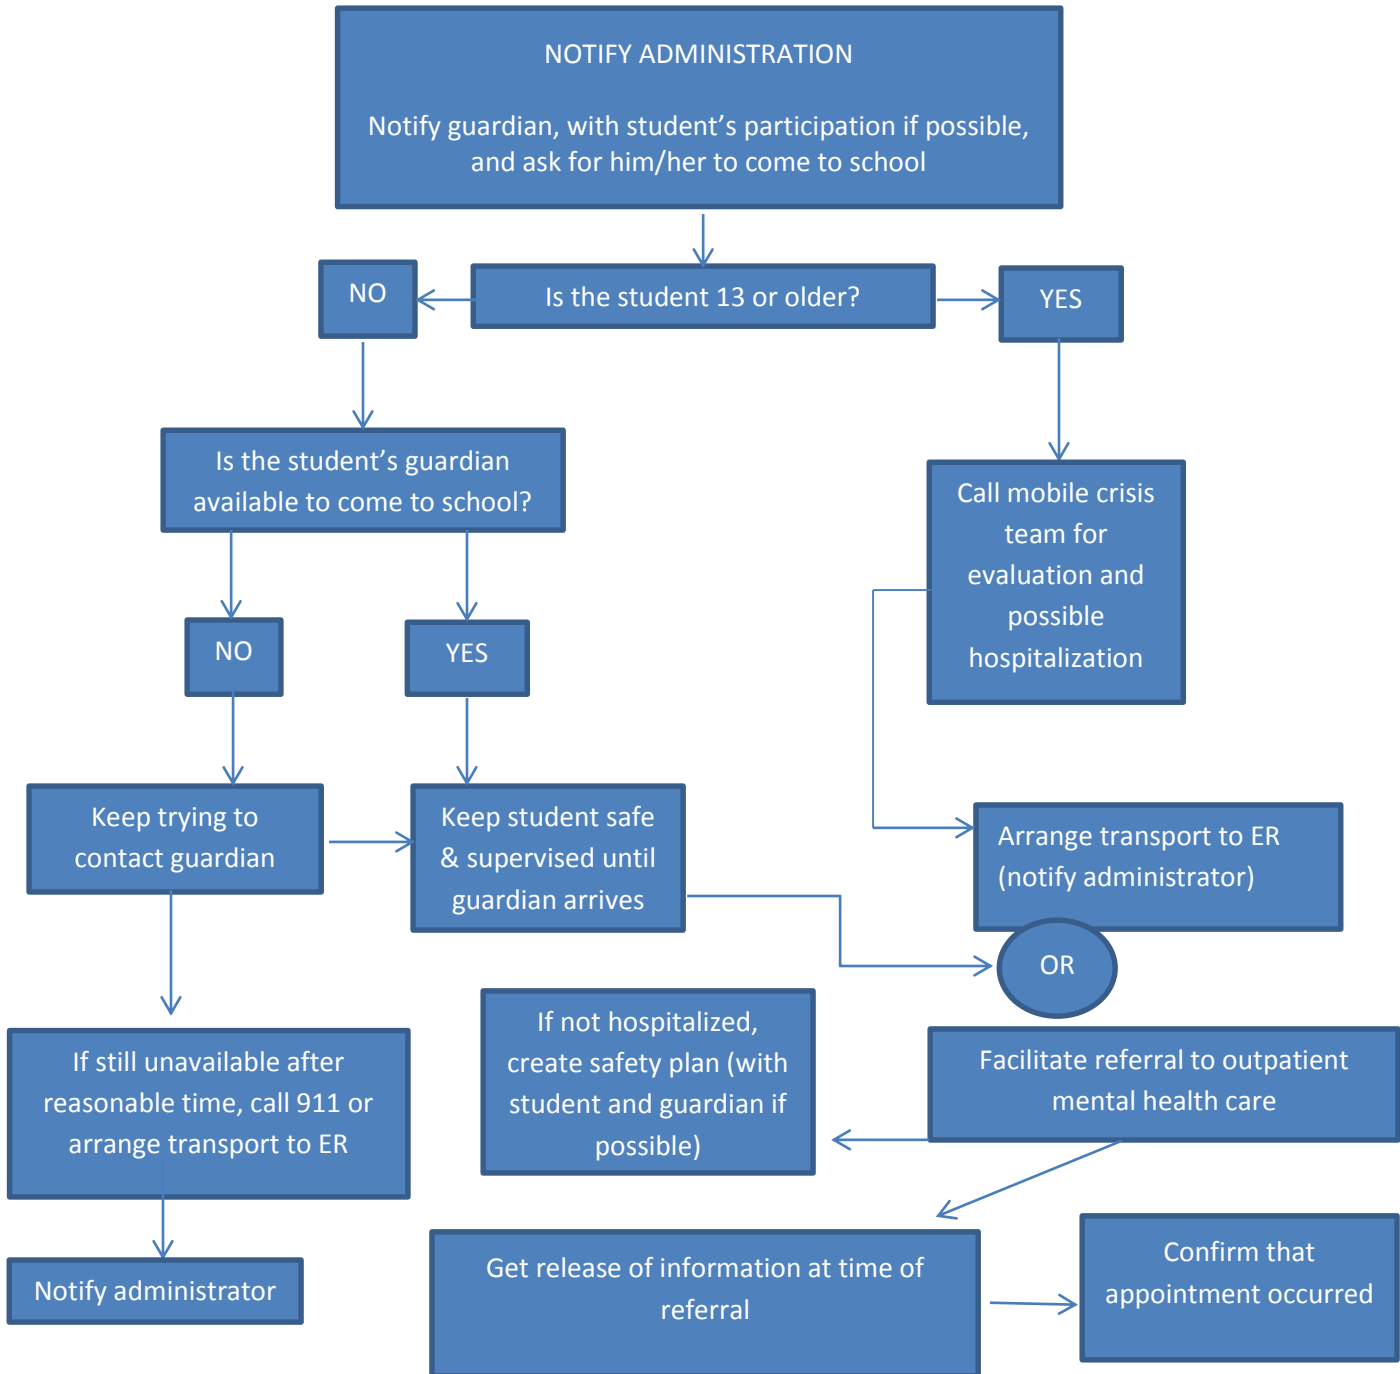 NOTIFY ADMINISTRATION
Notify guardian, with student’s participation if possible,
and ask for him/her to come to school
NO
Is the student 13 or older?
YES
Is the student’s guardian
available to come to school?
Call mobile crisis
team for
evaluation and
possible
hospitalization
NO
YES
Keep trying to
contact guardian
Keep student safe
& supervised until
guardian arrives
Arrange transport to ER
(notify administrator)
OR
If not hospitalized,
create safety plan (with
student and guardian if
possible)
If still unavailable after
reasonable time, call 911 or
arrange transport to ER
Facilitate referral to outpatient
mental health care
Notify administrator
Get release of information at time of
referral
Confirm that
appointment occurred